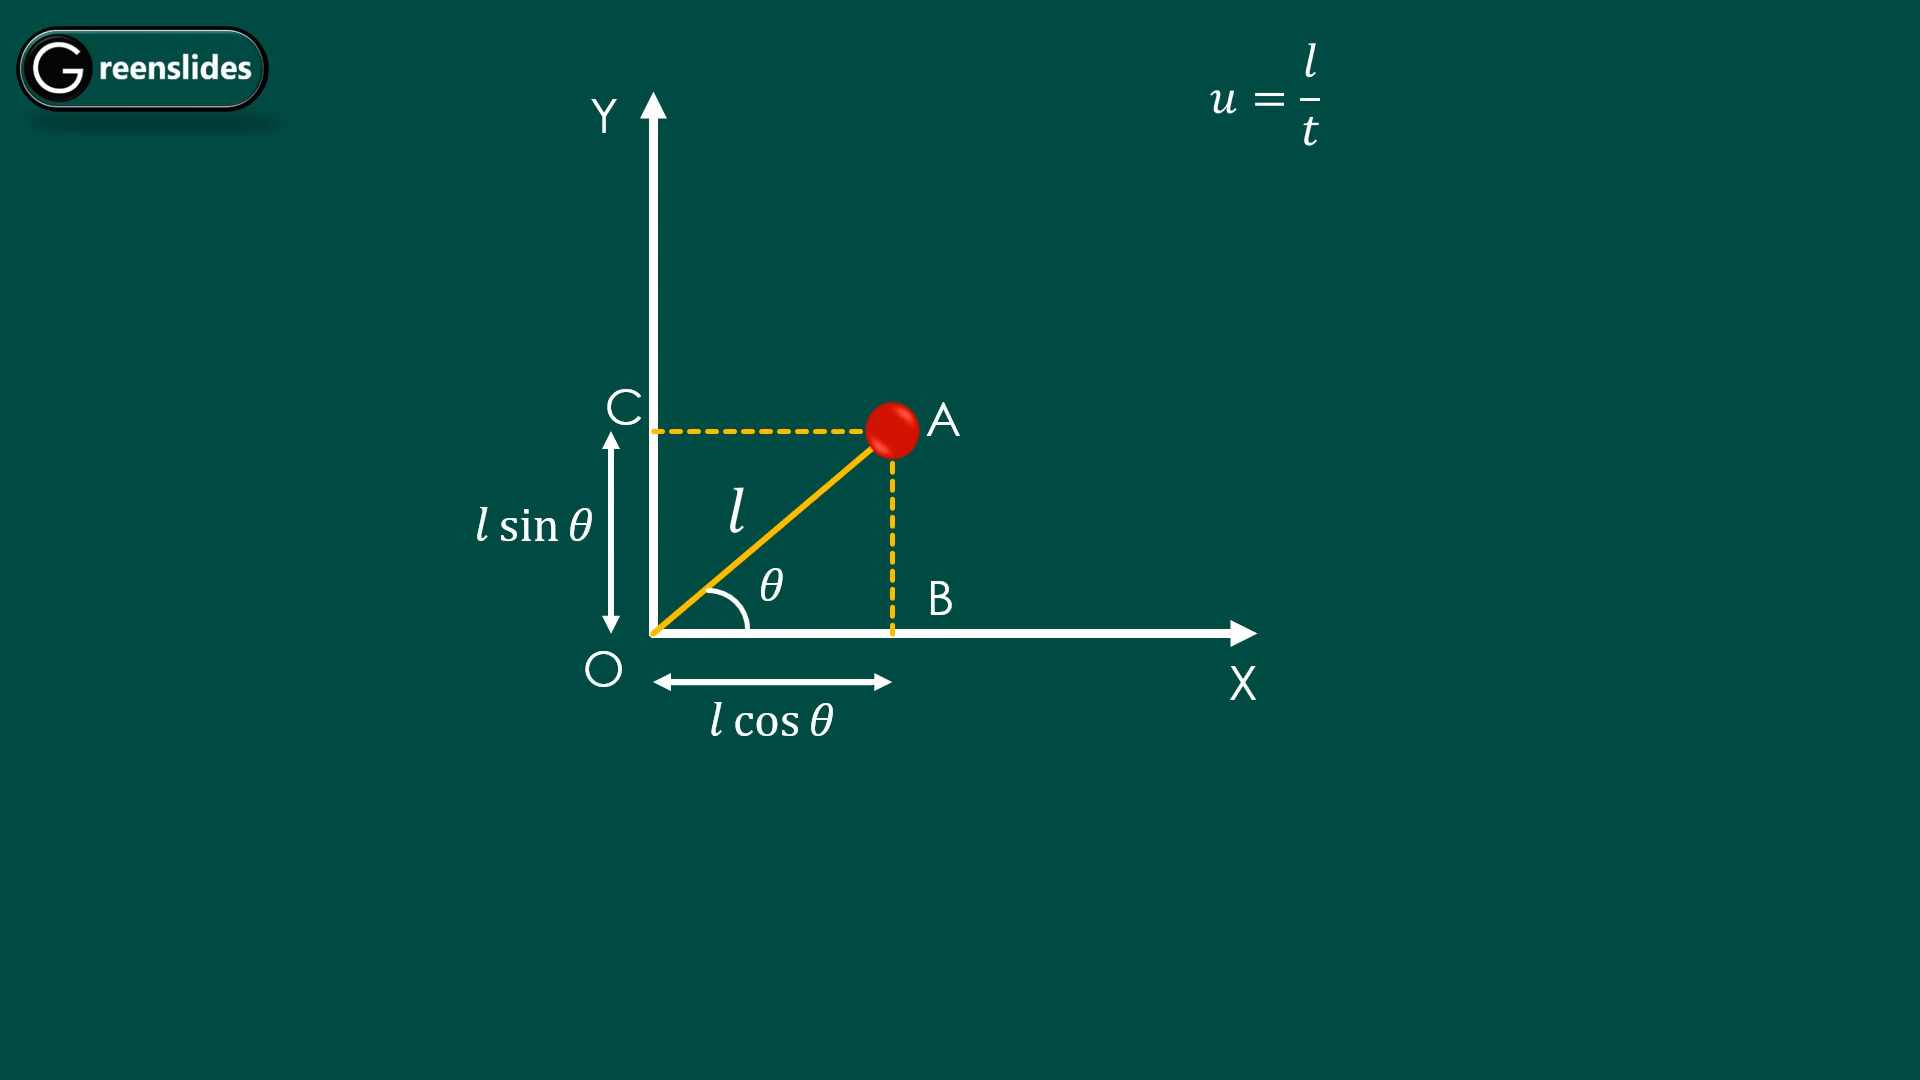 Greenslides
u = l/t
Y
C
A
l
l sin θ
θ
B
O
X
l cos θ